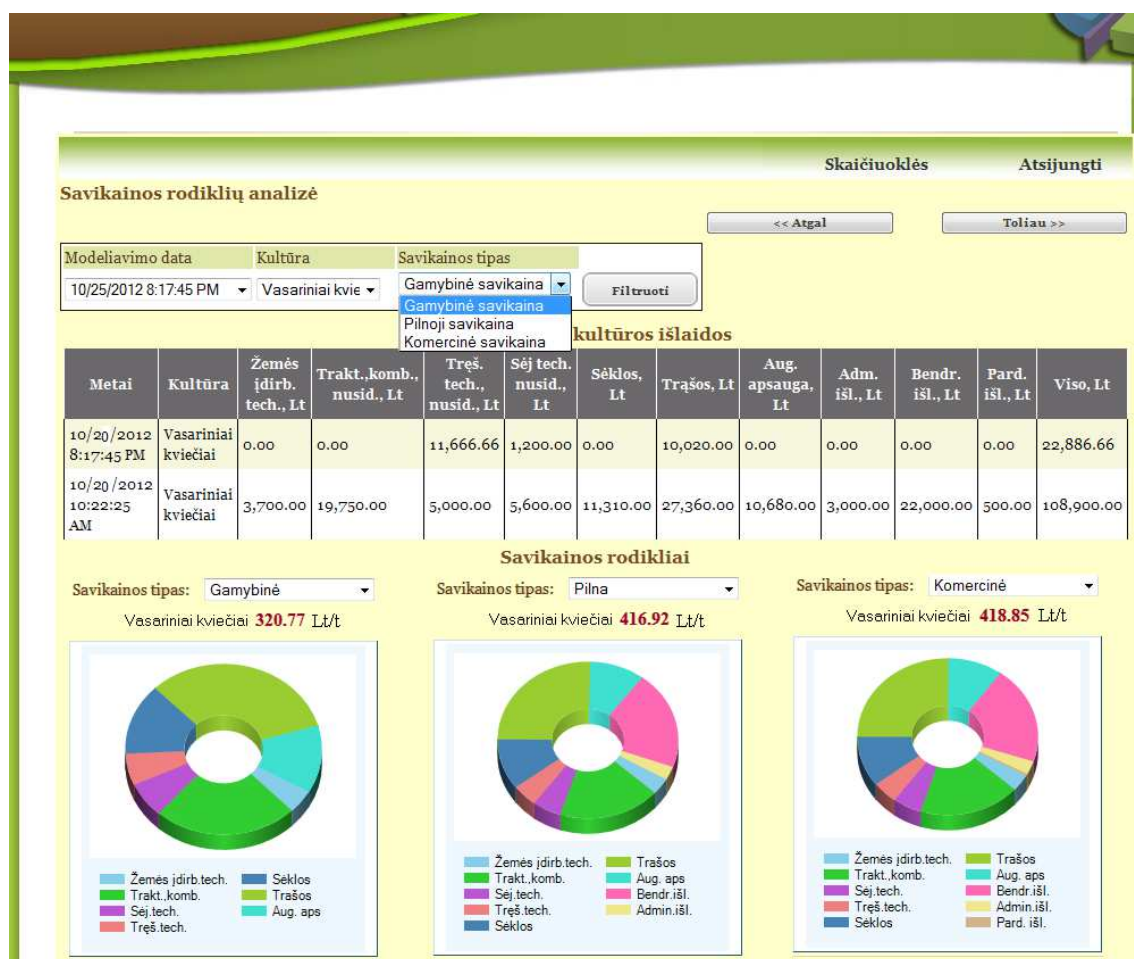 Skaičiuoklės Atsijungti
Savikainos rodiklių analizė
<< Atgal Toliau >>
Modeliavimo data Kultūra Savikainos tipas
10/25/2012 8:17:45 PM Vasariniai kvie Gamybinė savikaina Filtruoti
Gamybinė savikaina
Pilnoji savikaina
Komercinė savikaina
kultūros išlaidos
Metai Kultūra Žemės įdirb. tech., Lt Trakt.,komb., nusid., Lt Tręš. tech., nusid., Lt Sėj tech. nusid., Lt Sėklos, Lt Trąšos, Lt Aug. apsauga, Lt Adm. išl., Lt Bendr. išl., Lt Pard. išl., Lt Viso, Lt
10/20/2012 8:17:45 PM Vasariniai kviečiai 0.00 0.00 11,666.66 1,200.00 0.00 10,020.00 0.00 0.00 0.00 0.00 22,886.66
10/20/2012 10:22:25 AM Vasariniai kviečiai 3,700.00 19,750.00 5,000.00 5,600.00 11,310.00 27,360.00 10,680.00 3,000.00 22,000.00 500.00 108,900.00
Savikainos rodikliai
Savikainos tipas: Gamybinė Savikainos tipas: Pilna Savikainos tipas: Komercinė
Vasariniai kviečiai 320.77 Lt/t Vasariniai kviečiai 416.92 Lt/t Vasariniai kviečiai 418.85 Lt/t
Žemės įdirb.tech. Sėklos
Trakt.,komb. Trašos
Sėj.tech. Aug. aps
Tręš.tech.
Žemės įdirb.tech. Trašos
Trakt.,komb. Aug. aps
Sėj.tech. Bendr.išl.
Tręš.tech. Admin.išl.
Sėklos
Žemės įdirb.tech. Trašos
Trakt.,komb. Aug. aps
Sėj.tech. Bendr.išl.
Tręš.tech. Admin.išl.
Sėklos Pard. išl.